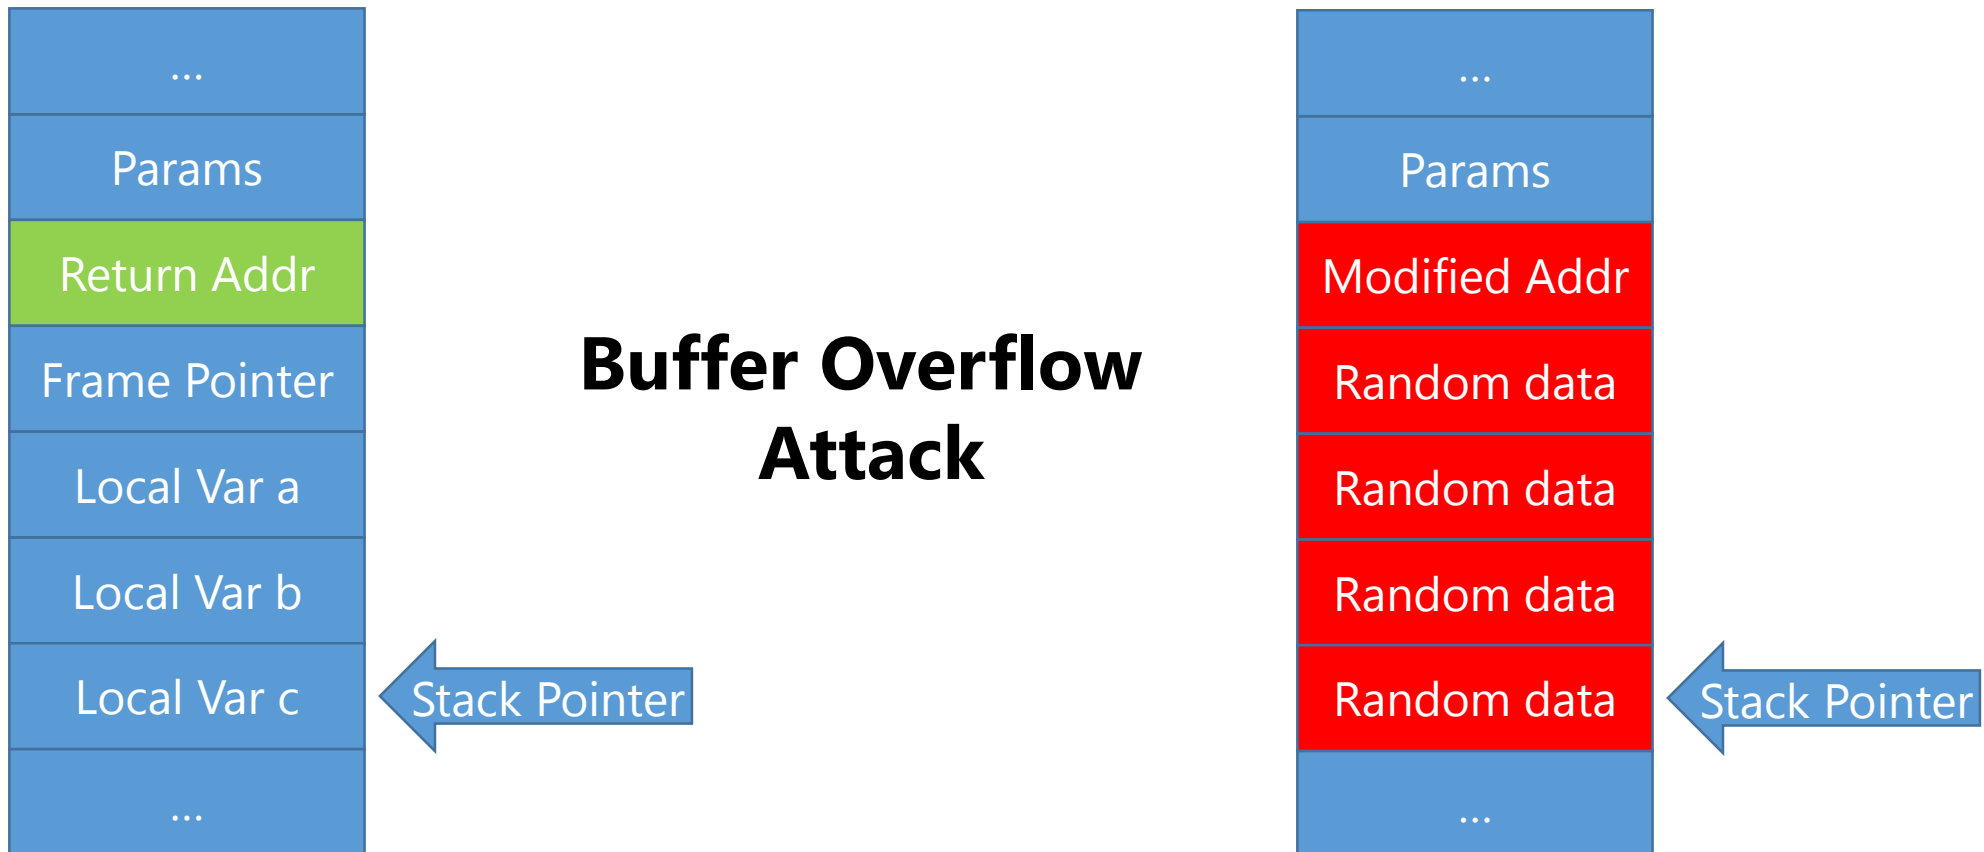 ...
Params
Return Addr
Frame Pointer
Local Var a
Local Var b
Local Var c
Stack Pointer
...
Buffer Overflow
Attack
...
Params
Modified Addr
Random data
Random data
Random data
Random data
Stack Pointer
...